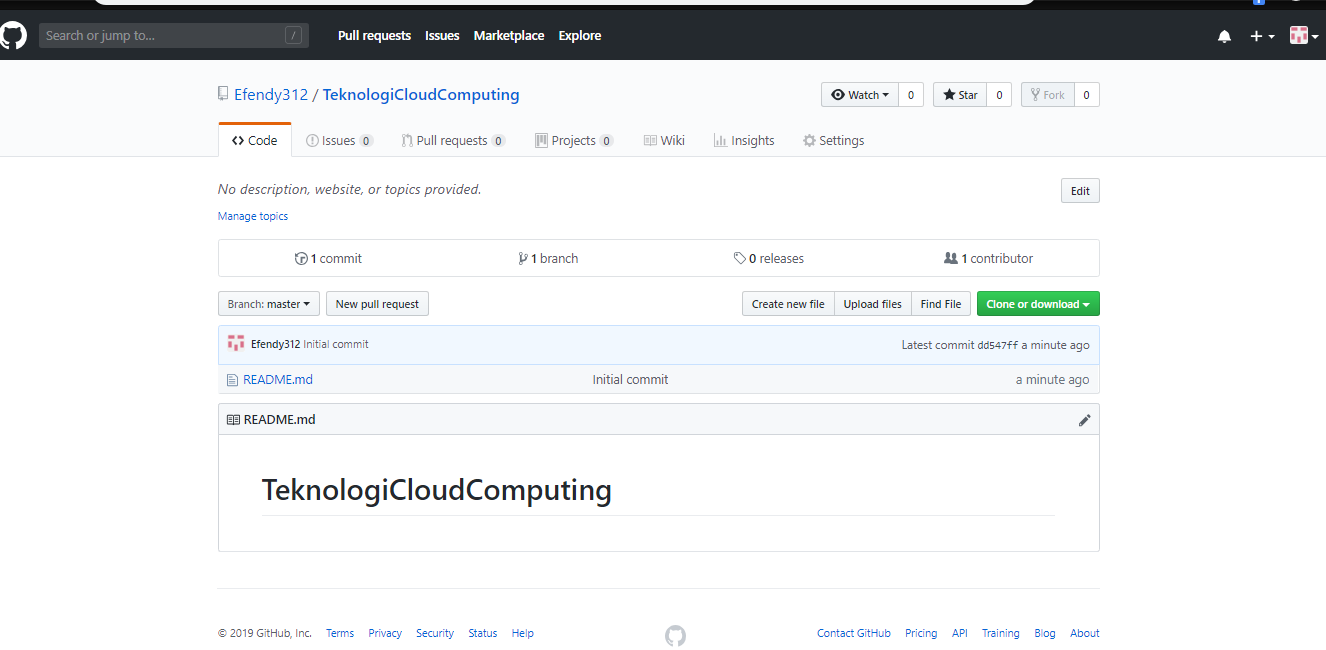 Search or jump to... /
Pull requests Issues Marketplace Explore
Efendy312 / TeknologiCloudComputing
Watch 0 Star 0 Fork 0
Code Issues 0 Pull requests 0 Projects 0 Wiki Insights Settings
No description, website, or topics provided.
Edit
Manage topics
1 commit 1 branch 0 releases 1 contributor
Branch: master New pull request Create new file Upload files Find File Clone or download
Efendy312 Initial commit Latest commit dd547ff a minute ago
README.md Initial commit a minute ago
README.md
TeknologiCloudComputing
© 2019 GitHub, Inc. Terms Privacy Security Status Help Contact GitHub Pricing API Training Blog About